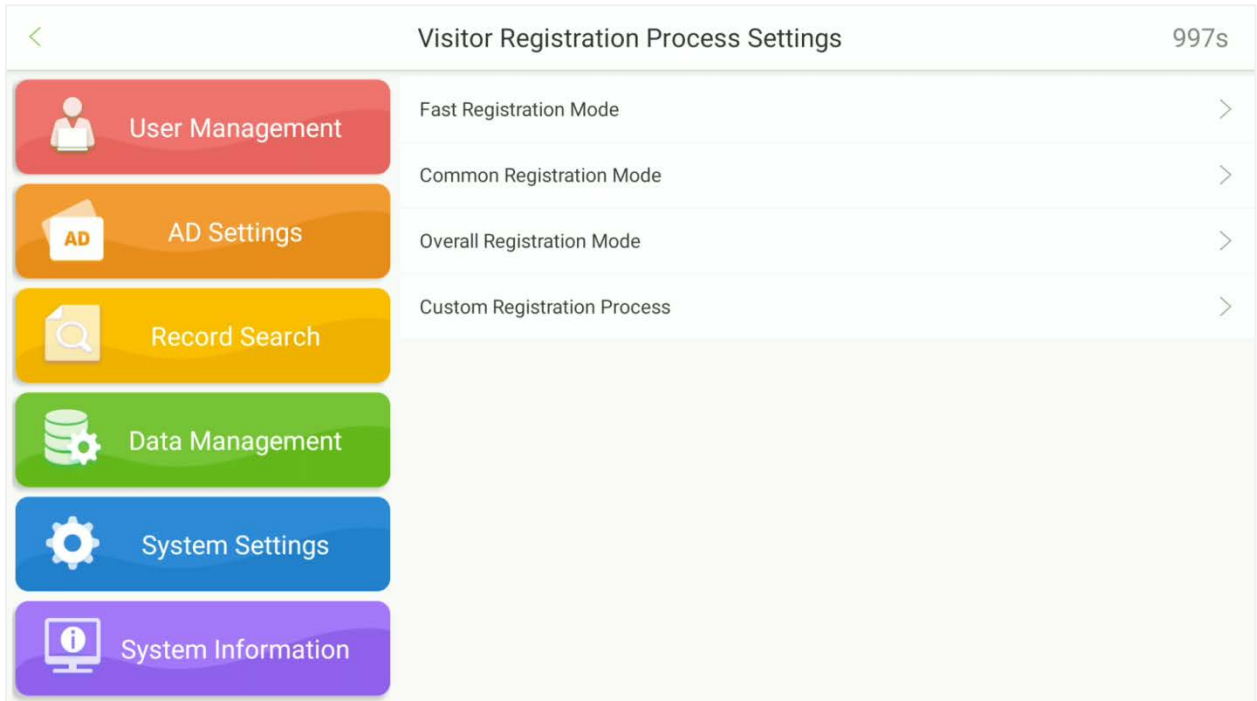 Visitor Registration Process Settings
997s
User Management
AD
AD Settings
Record Search
Data Management
System Settings
System Information
Fast Registration Mode
Common Registration Mode
Overall Registration Mode
Custom Registration Process